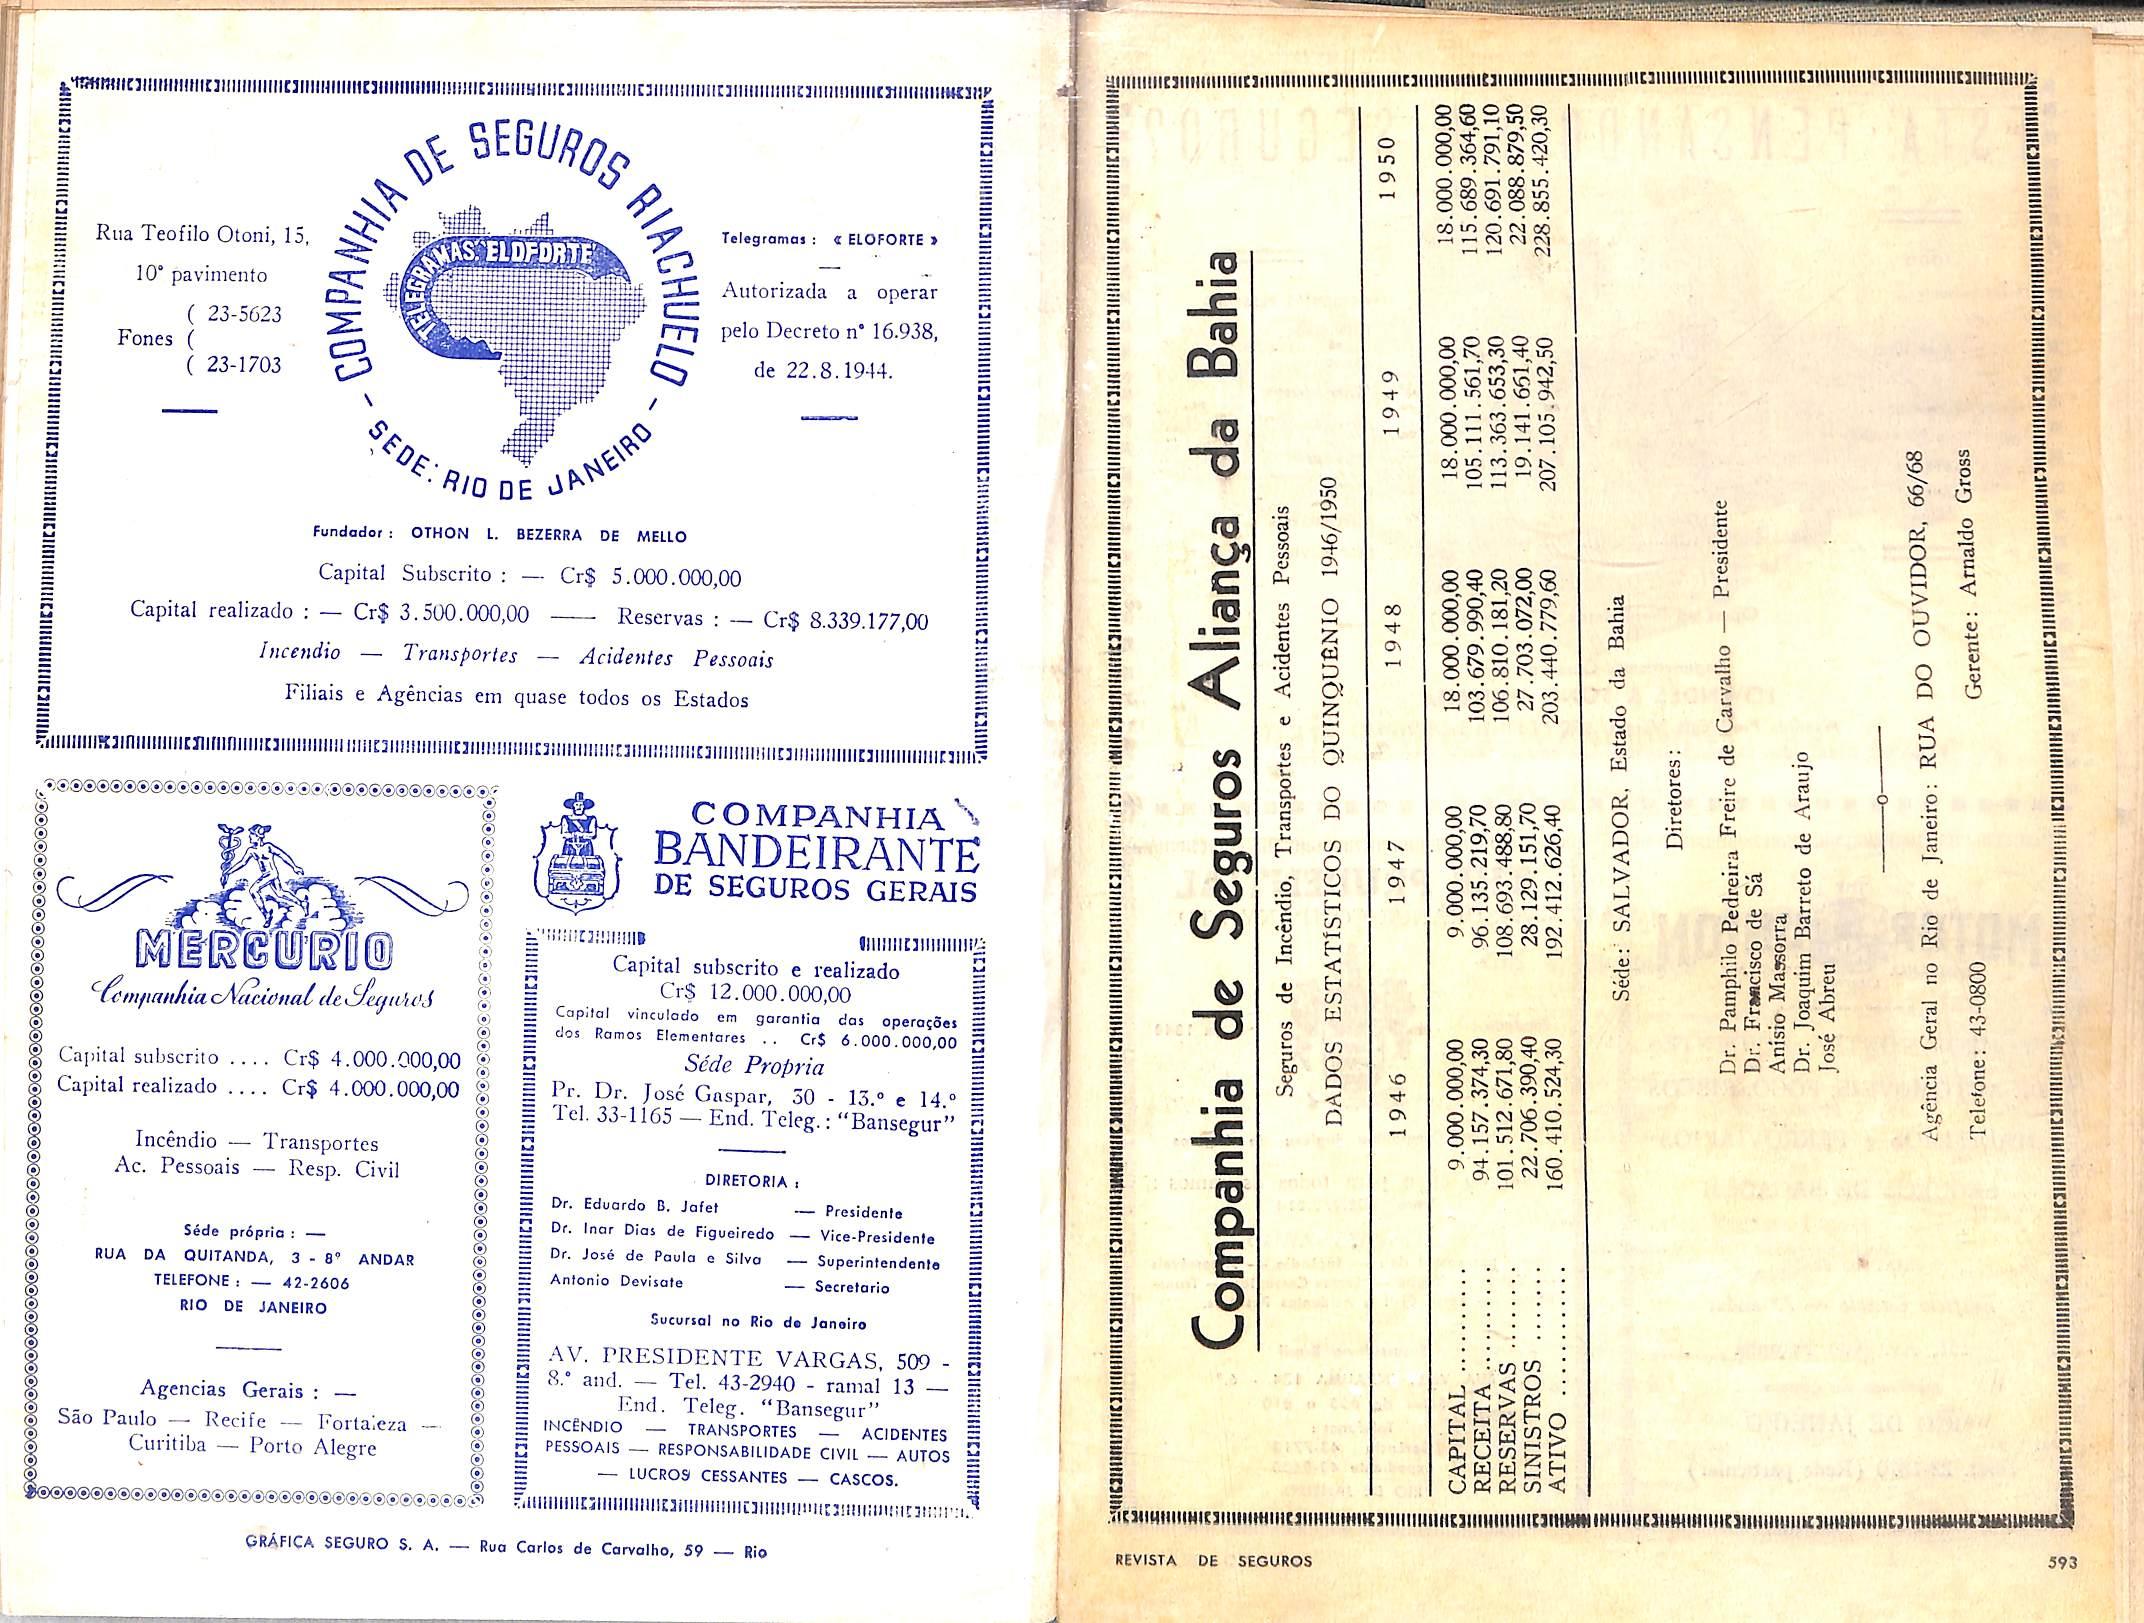 COMPANHIA DE SEGUROS RIACHUELO
- SEDE: RIO DE JANEIRO -
TELEGRAMAS: ELOFORTE
Rua Teofilo Otoni, 15,
10º pavimento
Fones
( 23-5623
(
( 23-1703
Telegramas : « ELOFORTE »
Autorizada a operar
pelo Decreto nº 16.938,
de 22.8.1944.
Fundador : OTHON L. BEZERRA DE MELLO
Capital Subscrito : — Cr$ 5.000.000,00
Capital realizado : — Cr$ 3.500.000,00 —— Reservas : — Cr$ 8.339.177,00
Incendio — Transportes — Acidentes Pessoais
Filiais e Agências em quase todos os Estados
MERCURIO
Companhia Nacional de Seguros
Capital subscrito .... Cr$ 4.000.000,00
Capital realizado .... Cr$ 4.000.000,00
Incêndio — Transportes
Ac. Pessoais — Resp. Civil
Séde própria : —
RUA DA QUITANDA, 3 - 8º ANDAR
TELEFONE : — 42-2606
RIO DE JANEIRO
Agencias Gerais : —
São Paulo — Recife — Fortaleza —
Curitiba — Porto Alegre
COMPANHIA
BANDEIRANTE
DE SEGUROS GERAIS
Capital subscrito e realizado
Cr$ 12.000.000,00
Capital vinculado em garantia das operações
dos Ramos Elementares .. Cr$ 6.000.000,00
Séde Propria
Pr. Dr. José Gaspar, 30 - 13.º e 14.º
Tel. 33-1165 — End. Teleg.: "Bansegur"
DIRETORIA :
Dr. Eduardo B. Jafet — Presidente
Dr. Inar Dias de Figueiredo — Vice-Presidente
Dr. José de Paula e Silva — Superintendente
Antonio Devisate — Secretario
Sucursal no Rio de Janeiro
AV. PRESIDENTE VARGAS, 509 -
8.º and. — Tel. 43-2940 - ramal 13 —
End. Teleg. "Bansegur"
INCÊNDIO — TRANSPORTES — ACIDENTES
PESSOAIS — RESPONSABILIDADE CIVIL — AUTOS
— LUCROS CESSANTES — CASCOS.
GRÁFICA SEGURO S. A. — Rua Carlos de Carvalho, 59 — Rio
Companhia de Seguros Aliança da Bahia
Seguros de Incêndio, Transportes e Acidentes Pessoais
DADOS ESTATISTICOS DO QUINQUÊNIO 1946/1950
1946 1947 1948 1949 1950
CAPITAL .......... 9.000.000,00 9.000.000,00 18.000.000,00 18.000.000,00 18.000.000,00
RECEITA .......... 94.157.374,30 96.135.219,70 103.679.990,40 105.111.561,70 115.689.364,60
RESERVAS ........ 101.512.671,80 108.693.488,80 106.810.181,20 113.363.653,30 120.691.791,10
SINISTROS ....... 22.706.390,40 28.129.151,70 27.703.072,00 19.141.661,40 22.088.879,50
ATIVO ............ 160.410.524,30 192.412.626,40 203.440.779,60 207.105.942,50 228.855.420,30
Séde: SALVADOR, Estado da Bahia
Diretores:
Dr. Pamphilo Pedreira Freire de Carvalho — Presidente
Dr. Francisco de Sá
Anísio Massorra
Dr. Joaquim Barreto de Araujo
José Abreu
Agência Geral no Rio de Janeiro: RUA DO OUVIDOR, 66/68
Telefone: 43-0800 Gerente: Arnaldo Gross
REVISTA DE SEGUROS 593